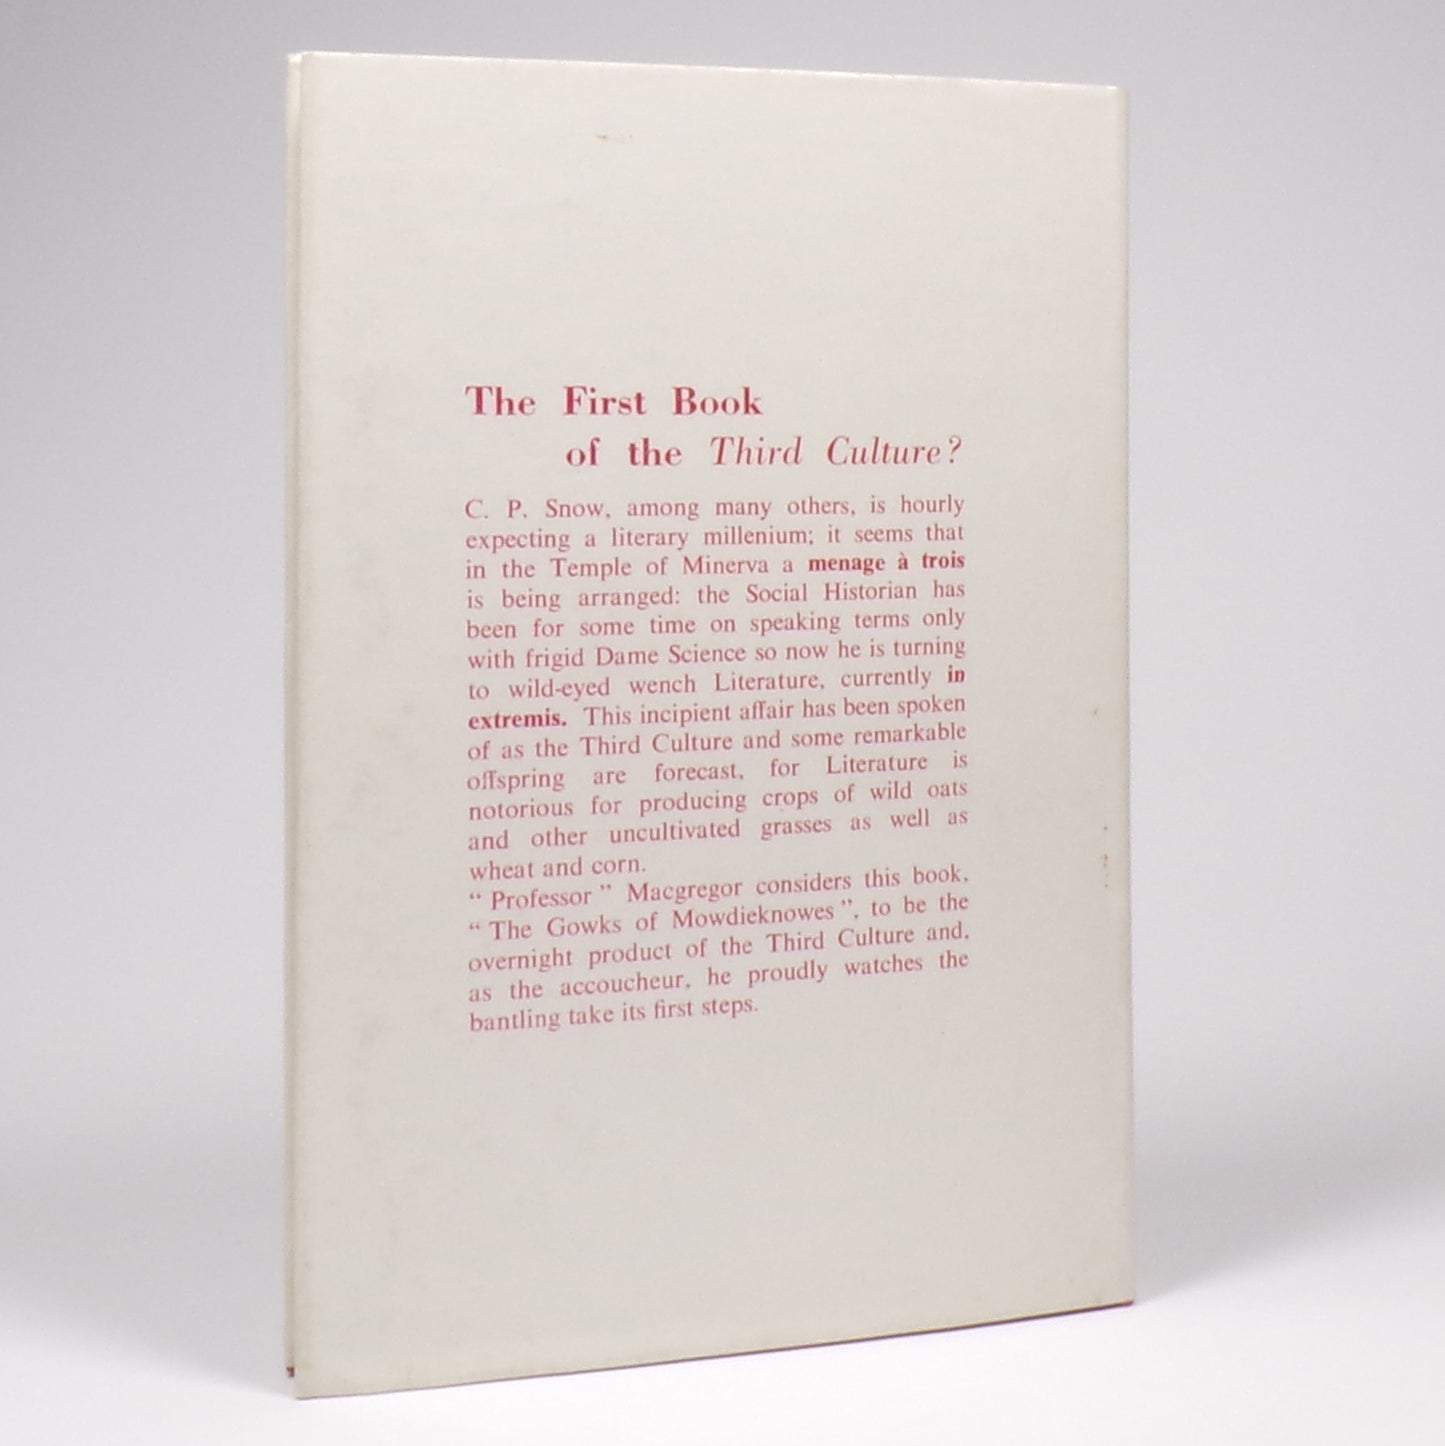 The First Book
of the Third Culture?
C. P. Snow, among many others, is hourly
expecting a literary millenium; it seems that
in the Temple of Minerva a menage à trois
is being arranged: the Social Historian has
been for some time on speaking terms only
with frigid Dame Science so now he is turning
to wild-eyed wench Literature, currently in
extremis. This incipient affair has been spoken
of as the Third Culture and some remarkable
offspring are forecast, for Literature is
notorious for producing crops of wild oats
and other uncultivated grasses as well as
wheat and corn.
“ Professor ” Macgregor considers this book,
“ The Gowks of Mowdieknowes ”, to be the
overnight product of the Third Culture and,
as the accoucheur, he proudly watches the
bantling take its first steps.